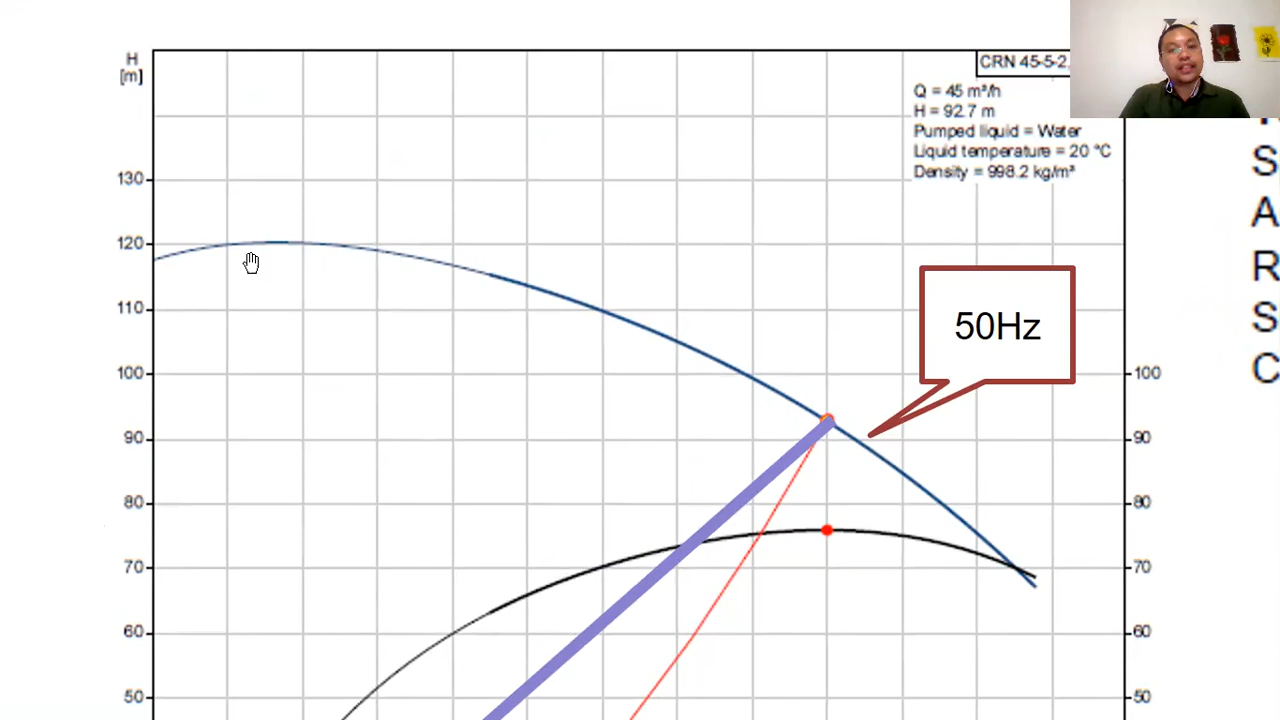 H
[m]
CRN 45-5-2,
Q = 45 m³/h
H = 92.7 m
Pumped liquid = Water
Liquid temperature = 20 °C
Density = 998.2 kg/m³
130
120
110
100
90
80
70
60
50
50Hz
100
90
80
70
60
50
S
A
R
S
C